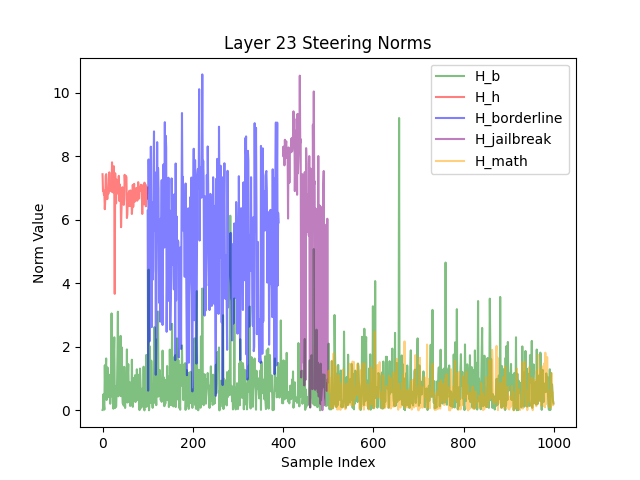 Layer 23 Steering Norms
H_b
H_h
H_borderline
H_jailbreak
H_math
Norm Value
10
8
6
4
2
0
0 200 400 600 800 1000
Sample Index